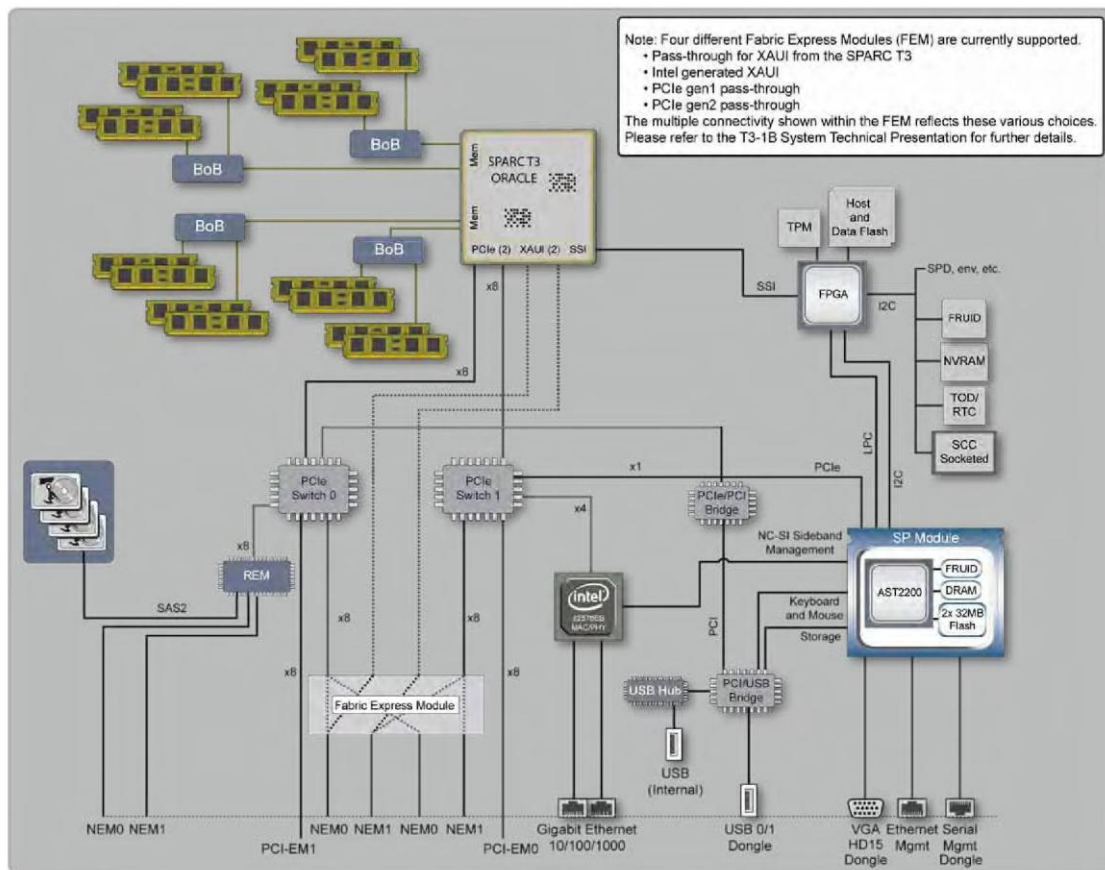 Note: Four different Fabric Express Modules (FEM) are currently supported.
• Pass-through for XAUI from the SPARC T3
• Intel generated XAUI
• PCIe gen1 pass-through
• PCIe gen2 pass-through
The multiple connectivity shown within the FEM reflects these various choices.
Please refer to the T3-1B System Technical Presentation for further details.
BoB
BoB
BoB
BoB
Mem
Mem
SPARC T3
ORACLE
PCIe (2) XAUI (2) SSI
x8
x8
SSI
TPM
Host
and
Data Flash
FPGA
I2C
SPD, env, etc.
FRUID
NVRAM
TOD/
RTC
SCC
Socketed
LPC
I2C
PCIe
Switch 0
PCIe
Switch 1
x1
PCIe
x4
PCIe/PCI
Bridge
NC-SI Sideband
Management
SP Module
AST2200
FRUID
DRAM
2x 32MB
Flash
Keyboard
and Mouse
Storage
x8
REM
SAS2
x8
x8
x8
x8
intel
MAC/PHY
PCI
PCI/USB
Bridge
USB Hub
Fabric Express Module
USB
(Internal)
NEM0 NEM1
PCI-EM1
NEM0 NEM1 NEM0 NEM1
PCI-EM0
Gigabit Ethernet
10/100/1000
USB 0/1
Dongle
VGA
HD15
Dongle
Ethernet
Mgmt
Serial
Mgmt
Dongle